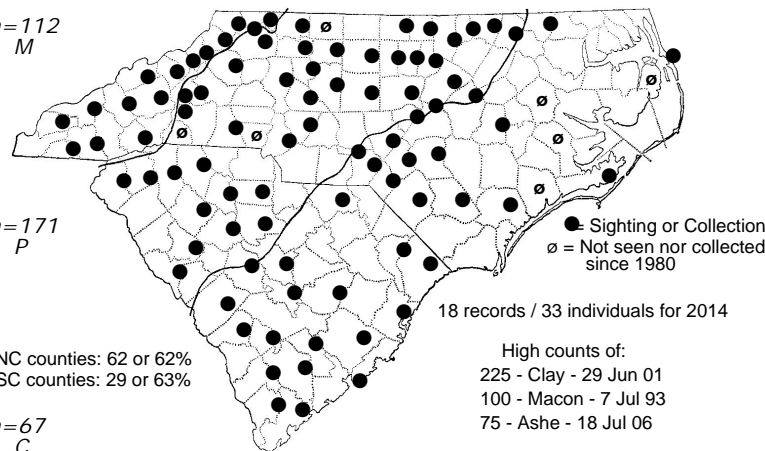 n=112
M
n=171
P
n=67
C
NC counties: 62 or 62%
SC counties: 29 or 63%
● = Sighting or Collection
ø = Not seen nor collected
since 1980
18 records / 33 individuals for 2014
High counts of:
225 - Clay - 29 Jun 01
100 - Macon - 7 Jul 93
75 - Ashe - 18 Jul 06